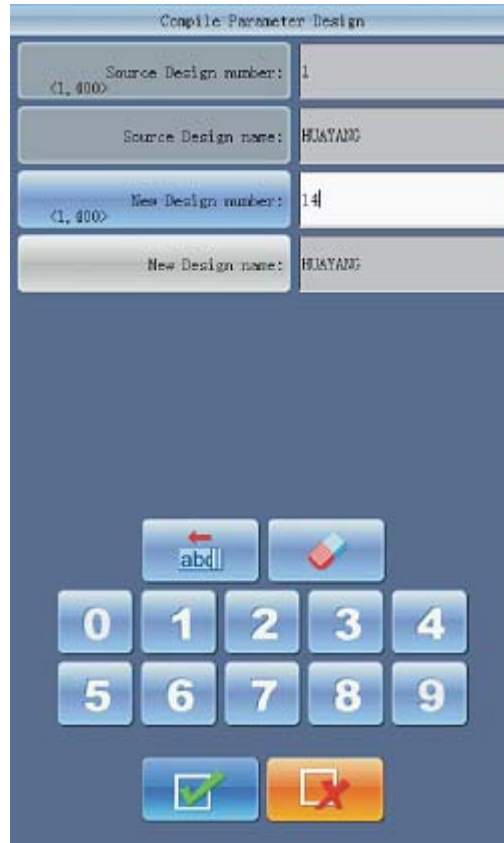 Compile Parameter Design
Source Design number: 1
<1,400>
Source Design name: HUAYANG
New Design number: 14
<1,400>
New Design name: HUAYANG
abc
0 1 2 3 4
5 6 7 8 9